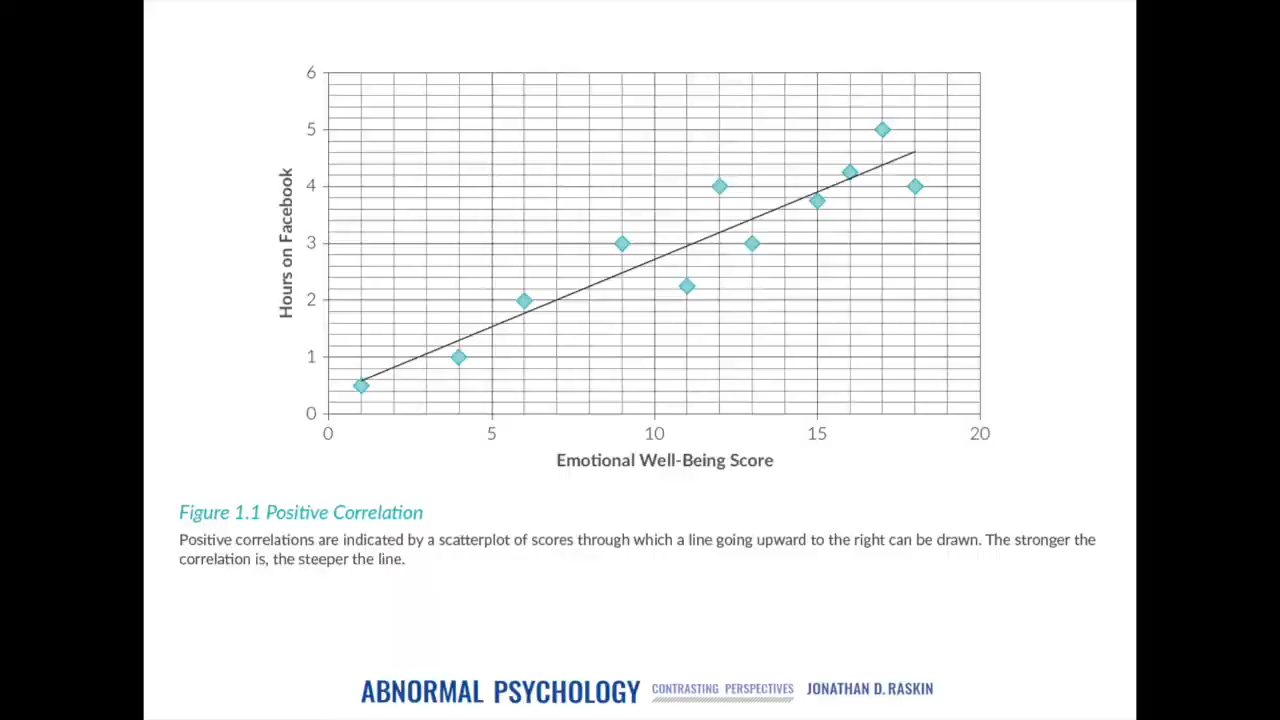 6
5
4
3
2
1
0
Hours on Facebook
0 5 10 15 20
Emotional Well-Being Score
Figure 1.1 Positive Correlation
Positive correlations are indicated by a scatterplot of scores through which a line going upward to the right can be drawn. The stronger the
correlation is, the steeper the line.
ABNORMAL PSYCHOLOGY CONTRASTING PERSPECTIVES JONATHAN D. RASKIN